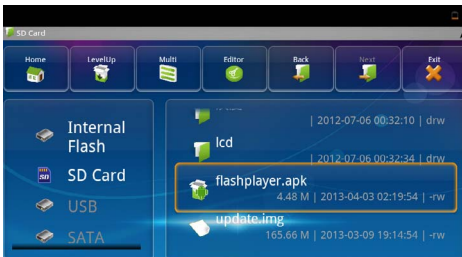 SD Card
Home LevelUp Multi Editor Back Next Exit
Internal Flash
SD Card
USB
SATA
| 2012-07-06 00:32:10 | drw
lcd
| 2012-07-06 00:32:34 | drw
flashplayer.apk
4.48 M | 2013-04-03 02:19:54 | -rw
update.img
165.66 M | 2013-03-09 19:14:54 | -rw